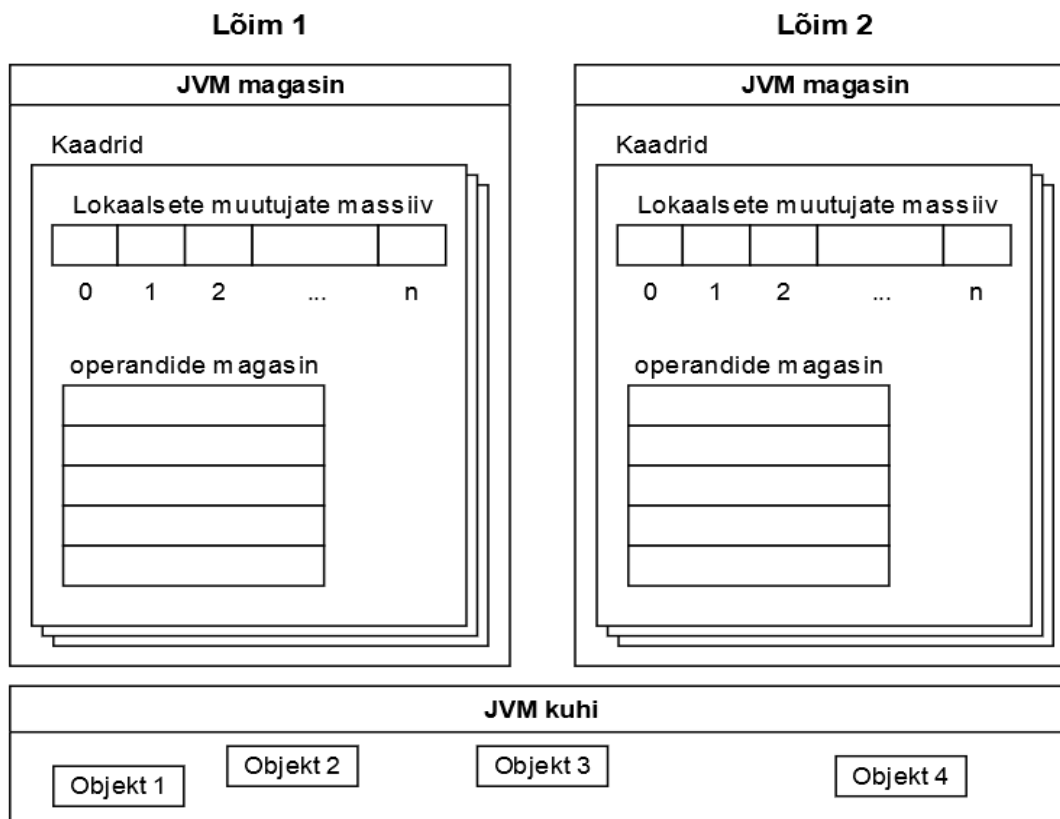 Lõim 1
JVM magasin
Kaadrid
Lokaalsete muutujate massiiv
0 1 2 ... n
operandide magasin
Lõim 2
JVM magasin
Kaadrid
Lokaalsete muutujate massiiv
0 1 2 ... n
operandide magasin
JVM kuhi
Objekt 1
Objekt 2
Objekt 3
Objekt 4